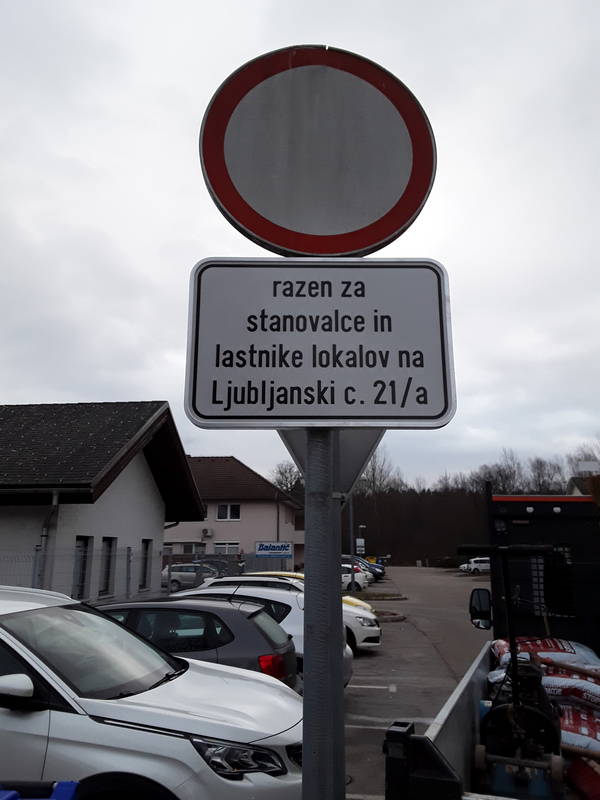 razen za
stanovalce in
lastnike lokalov na
Ljubljanski c. 21/a
Balantič